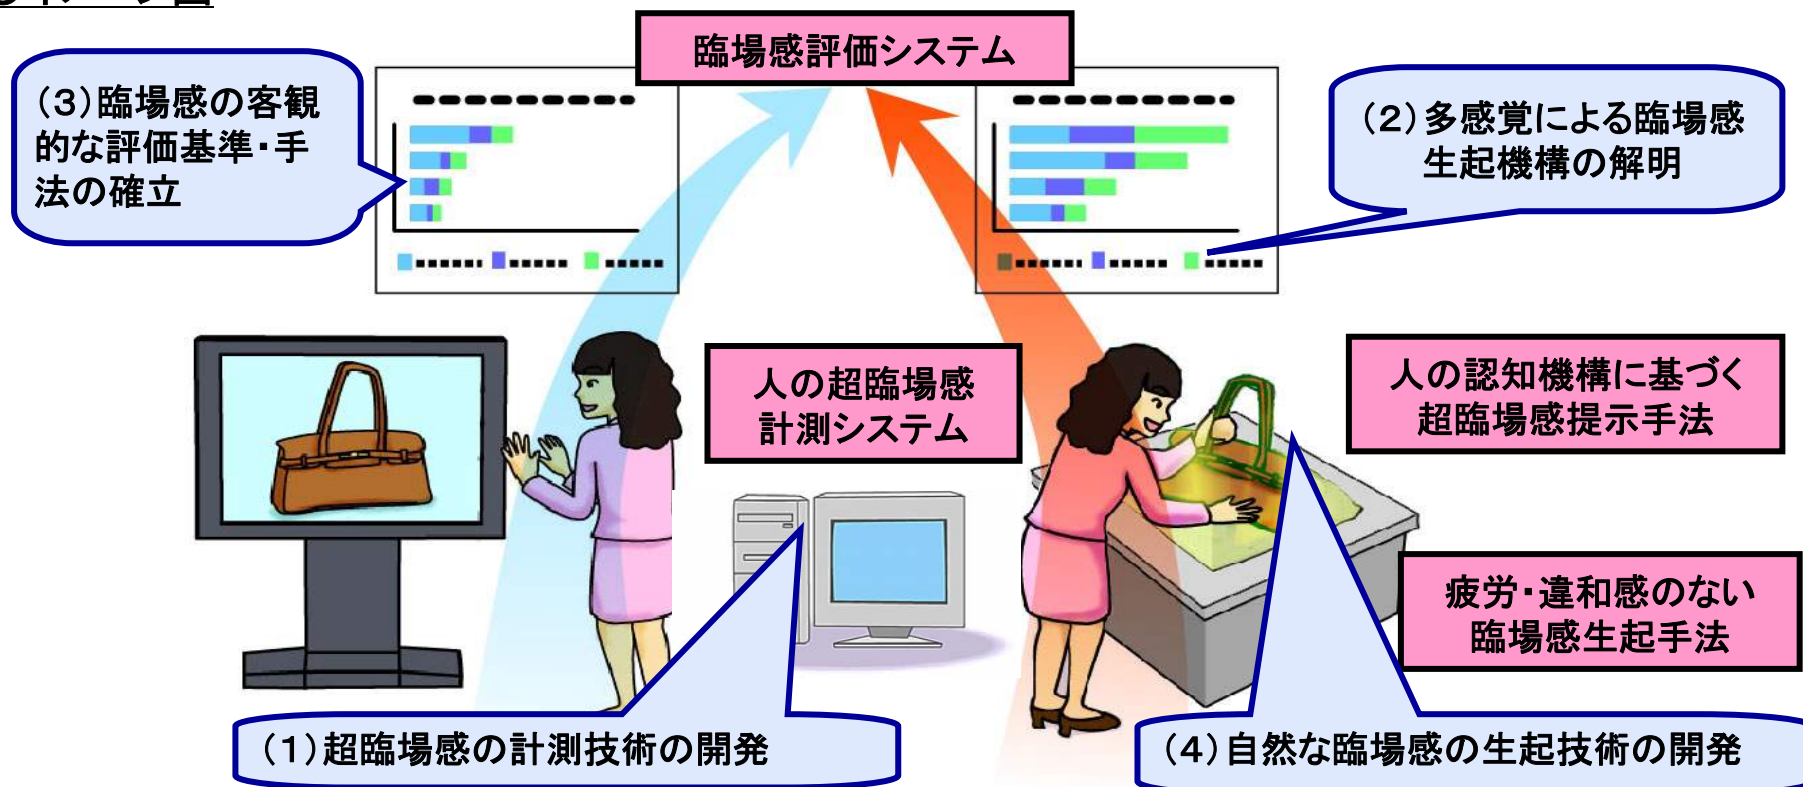 臨場感評価システム
(3)臨場感の客観
的な評価基準・手
法の確立
(2)多感覚による臨場感
生起機構の解明
人の超臨場感
計測システム
人の認知機構に基づく
超臨場感提示手法
疲労・違和感のない
臨場感生起手法
(1)超臨場感の計測技術の開発
(4)自然な臨場感の生起技術の開発